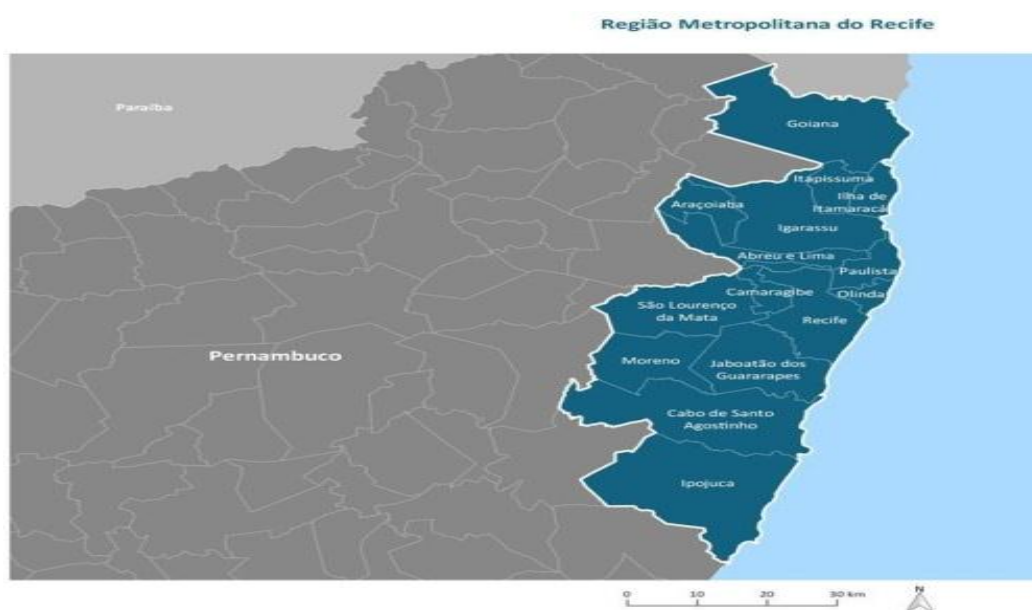 Região Metropolitana do Recife
Paraíba
Goiana
Itapissuma
Ilha de
Itamaracá
Araçoiaba
Igarassu
Abreu e Lima
Paulista
Camaragibe
Olinda
São Lourenço
da Mata
Recife
Pernambuco
Moreno
Jaboatão dos
Guararapes
Cabo de Santo
Agostinho
Ipojuca
0 10 20 30 km
N